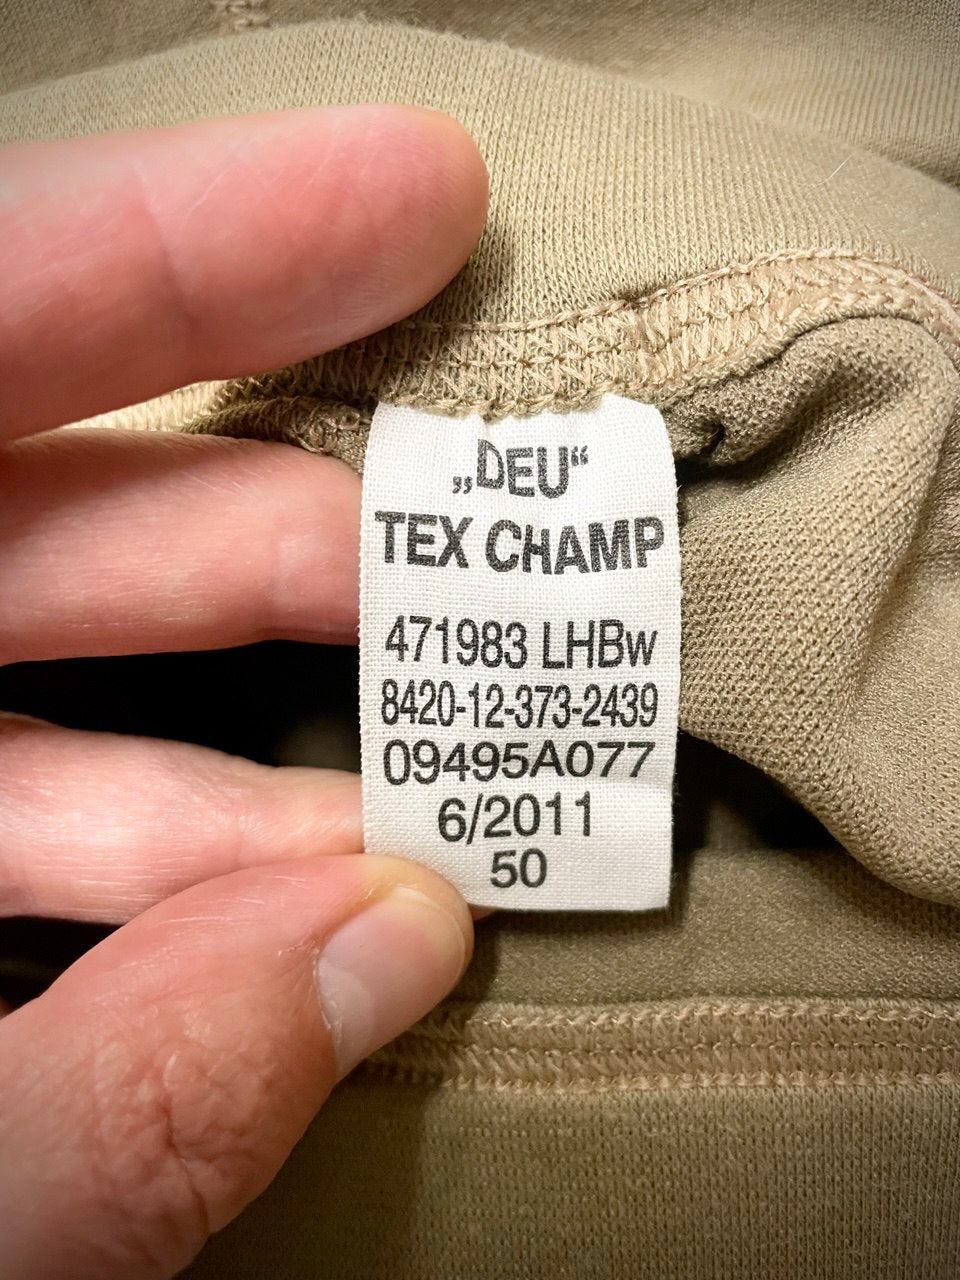 „DEU“
TEX CHAMP
471983 LHBw
8420-12-373-2439
09495A077
6/2011
50